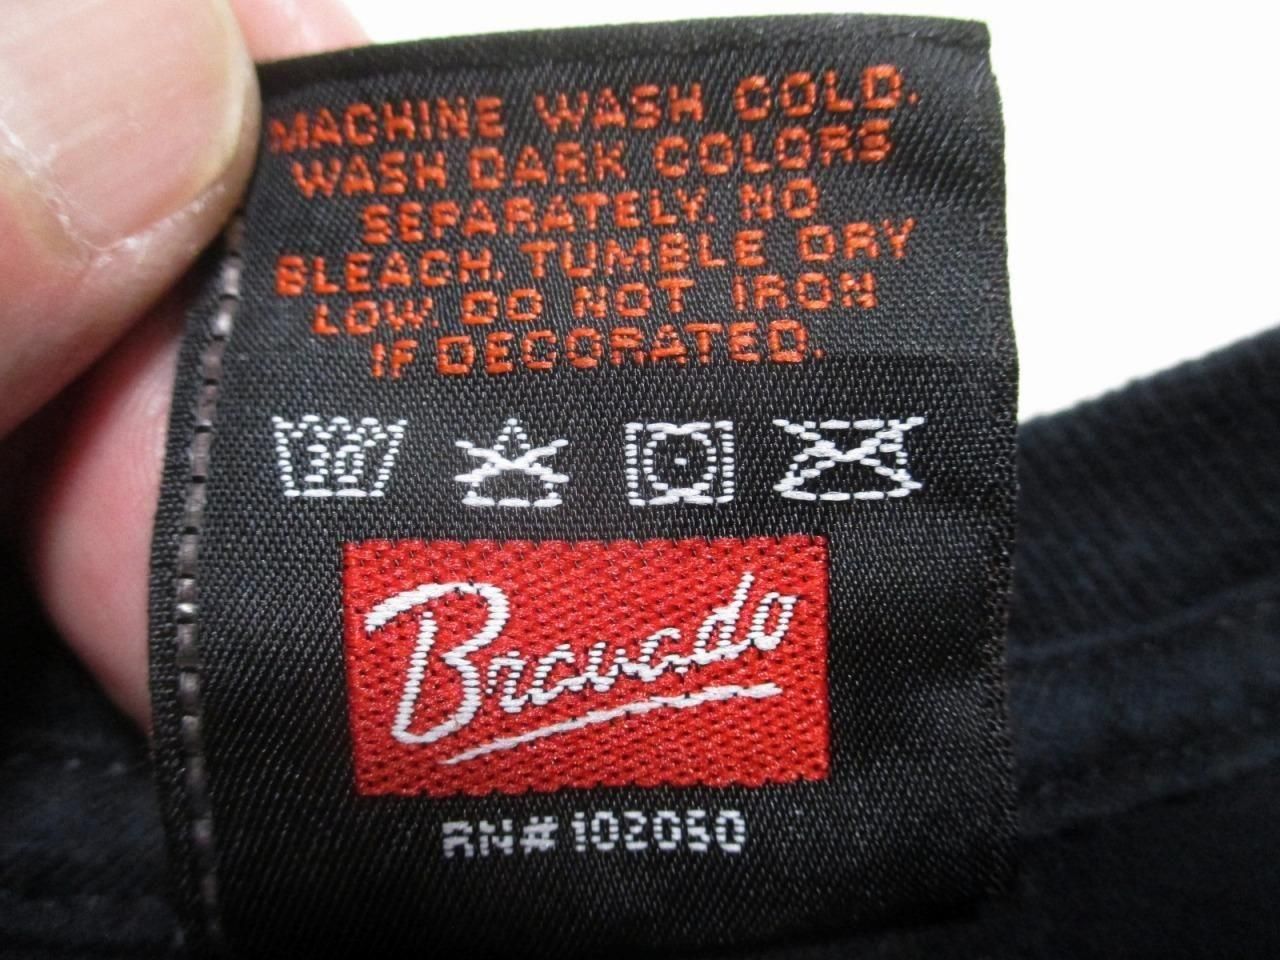 MACHINE WASH COLD.
WASH DARK COLORS
SEPARATELY. NO
BLEACH. TUMBLE DRY
LOW. DO NOT IRON
IF DECORATED.
30
Bravado
RN# 102050